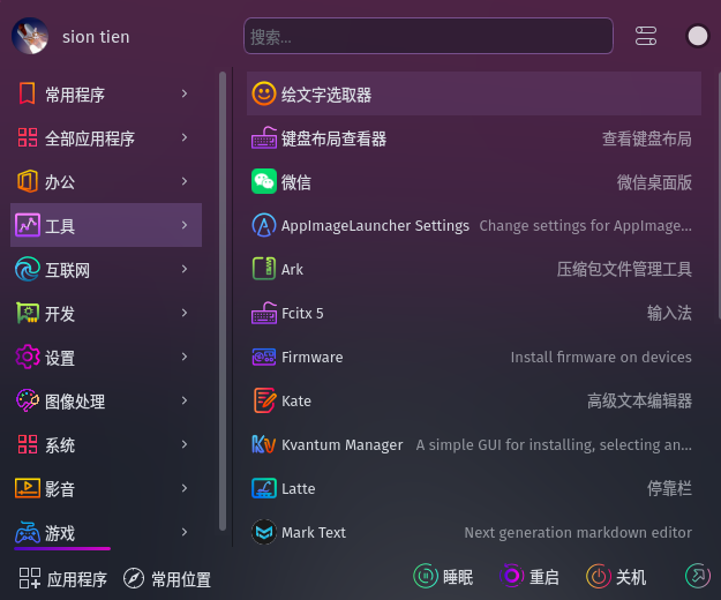 sion tien
搜索...
常用程序
全部应用程序
办公
工具
互联网
开发
设置
图像处理
系统
影音
游戏
绘文字选取器
键盘布局查看器 查看键盘布局
微信 微信桌面版
AppImageLauncher Settings Change settings for AppImage...
Ark 压缩包文件管理工具
Fcitx 5 输入法
Firmware Install firmware on devices
Kate 高级文本编辑器
Kvantum Manager A simple GUI for installing, selecting an...
Latte 停靠栏
Mark Text Next generation markdown editor
应用程序 常用位置 睡眠 重启 关机